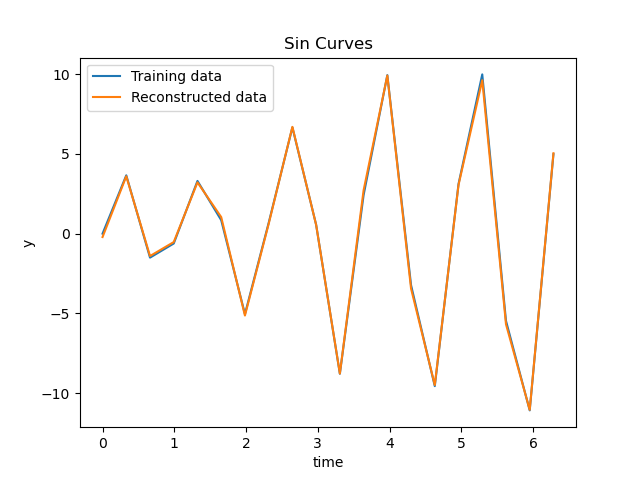 Sin Curves
Training data
Reconstructed data
10
5
0
−5
−10
y
0 1 2 3 4 5 6
time